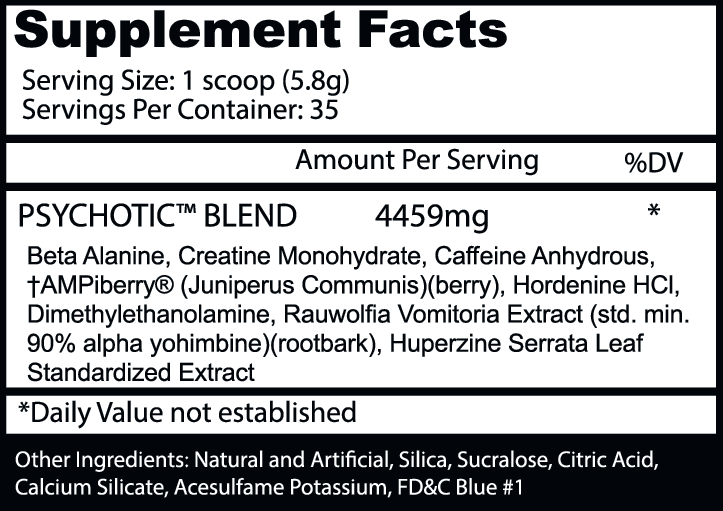 Supplement Facts
Serving Size: 1 scoop (5.8g)
Servings Per Container: 35
Amount Per Serving %DV
PSYCHOTIC™ BLEND 4459mg *
Beta Alanine, Creatine Monohydrate, Caffeine Anhydrous,
†AMPiberry® (Juniperus Communis)(berry), Hordenine HCl,
Dimethylethanolamine, Rauwolfia Vomitoria Extract (std. min.
90% alpha yohimbine)(rootbark), Huperzine Serrata Leaf
Standardized Extract
*Daily Value not established
Other Ingredients: Natural and Artificial, Silica, Sucralose, Citric Acid,
Calcium Silicate, Acesulfame Potassium, FD&C Blue #1